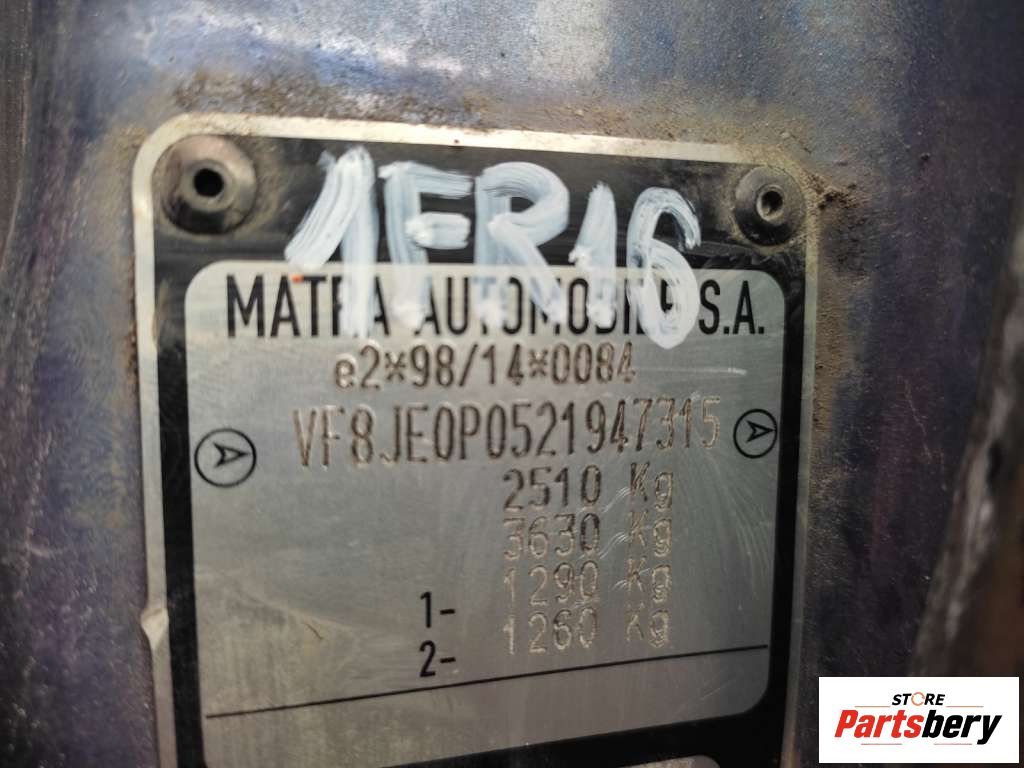 1FR16
MATRA AUTOMOBILE S.A.
e2*98/14*0084
VF8JE0P0521947315
2510 Kg
3630 Kg
1- 1290 Kg
2- 1260 Kg
STORE
Partsbery